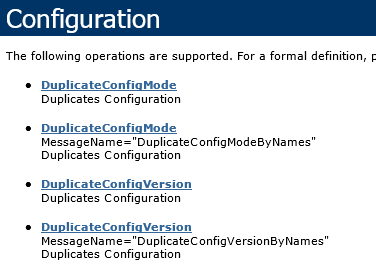 Configuration
The following operations are supported. For a formal definition,
DuplicateConfigMode
Duplicates Configuration
DuplicateConfigMode
MessageName="DuplicateConfigModeByNames"
Duplicates Configuration
DuplicateConfigVersion
Duplicates Configuration
DuplicateConfigVersion
MessageName="DuplicateConfigVersionByNames"
Duplicates Configuration